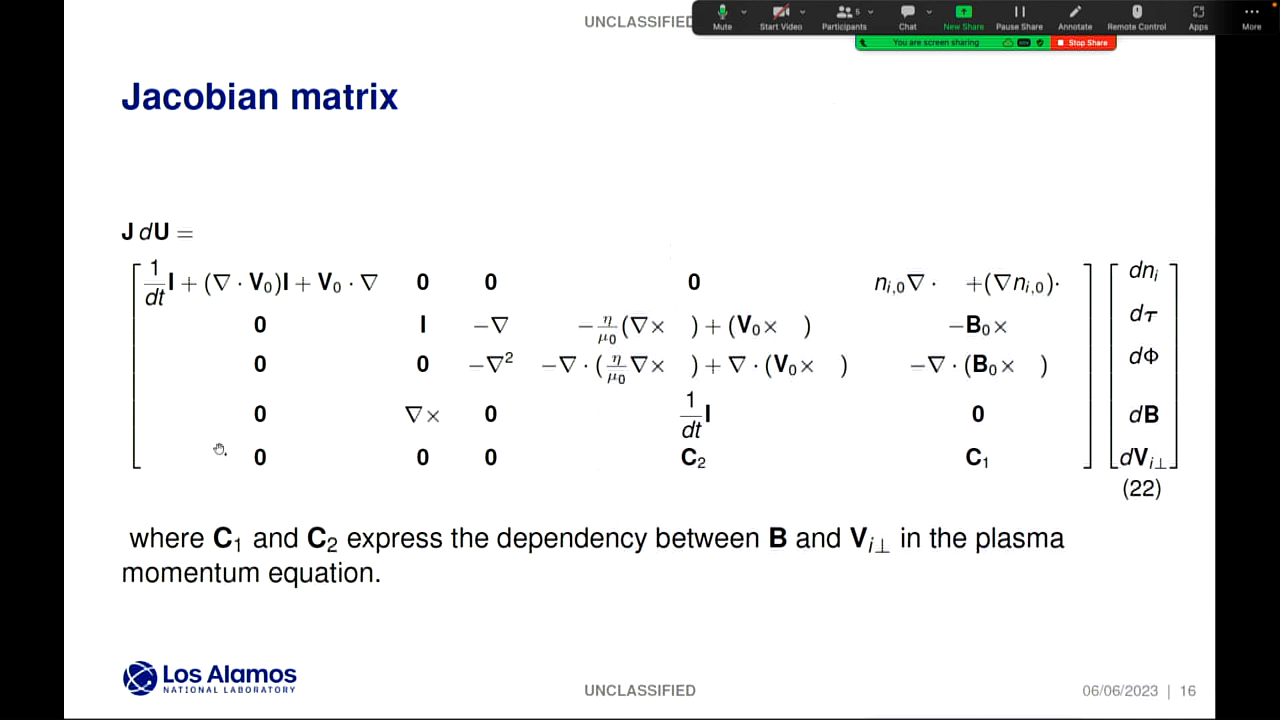 UNCLASSIFIED
Mute Start Video Participants 5 Chat New Share Pause Share Annotate Remote Control Apps More
You are screen sharing Stop Share
Jacobian matrix
J dU =
1/dt I + (∇ · V₀)I + V₀ · ∇ 0 0 0 n_{i,0}∇ · +(∇n_{i,0})· dn_i
0 I −∇ −η/μ₀(∇× ) + (V₀× ) −B₀× dτ
0 0 −∇² −∇ · (η/μ₀∇× ) + ∇ · (V₀× ) −∇ · (B₀× ) dΦ
0 ∇× 0 1/dt I 0 dB
0 0 0 C₂ C₁ dV_{i⊥}
(22)
where C₁ and C₂ express the dependency between B and V_{i⊥} in the plasma
momentum equation.
Los Alamos
NATIONAL LABORATORY
UNCLASSIFIED
06/06/2023 | 16